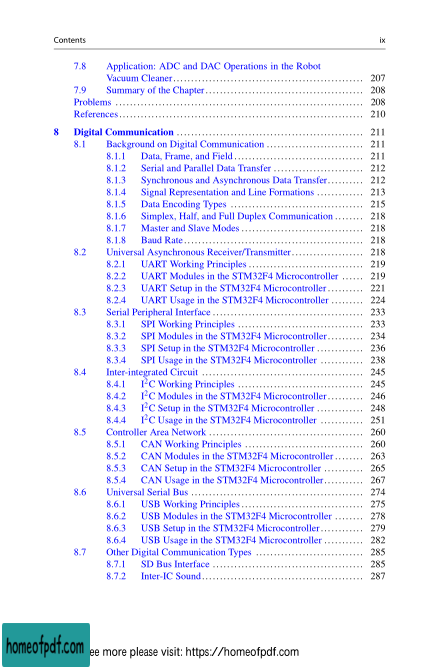 Contents ix
7.8 Application: ADC and DAC Operations in the Robot
Vacuum Cleaner 207
7.9 Summary of the Chapter 208
Problems 208
References 210
8 Digital Communication 211
8.1 Background on Digital Communication 211
8.1.1 Data, Frame, and Field 211
8.1.2 Serial and Parallel Data Transfer 212
8.1.3 Synchronous and Asynchronous Data Transfer 212
8.1.4 Signal Representation and Line Formations 213
8.1.5 Data Encoding Types 215
8.1.6 Simplex, Half, and Full Duplex Communication 218
8.1.7 Master and Slave Modes 218
8.1.8 Baud Rate 218
8.2 Universal Asynchronous Receiver/Transmitter 218
8.2.1 UART Working Principles 219
8.2.2 UART Modules in the STM32F4 Microcontroller 219
8.2.3 UART Setup in the STM32F4 Microcontroller 221
8.2.4 UART Usage in the STM32F4 Microcontroller 224
8.3 Serial Peripheral Interface 233
8.3.1 SPI Working Principles 233
8.3.2 SPI Modules in the STM32F4 Microcontroller 234
8.3.3 SPI Setup in the STM32F4 Microcontroller 236
8.3.4 SPI Usage in the STM32F4 Microcontroller 238
8.4 Inter-integrated Circuit 245
8.4.1 I²C Working Principles 245
8.4.2 I²C Modules in the STM32F4 Microcontroller 246
8.4.3 I²C Setup in the STM32F4 Microcontroller 248
8.4.4 I²C Usage in the STM32F4 Microcontroller 251
8.5 Controller Area Network 260
8.5.1 CAN Working Principles 260
8.5.2 CAN Modules in the STM32F4 Microcontroller 263
8.5.3 CAN Setup in the STM32F4 Microcontroller 265
8.5.4 CAN Usage in the STM32F4 Microcontroller 267
8.6 Universal Serial Bus 274
8.6.1 USB Working Principles 275
8.6.2 USB Modules in the STM32F4 Microcontroller 278
8.6.3 USB Setup in the STM32F4 Microcontroller 279
8.6.4 USB Usage in the STM32F4 Microcontroller 282
8.7 Other Digital Communication Types 285
8.7.1 SD Bus Interface 285
8.7.2 Inter-IC Sound 287
homeofpdf.com
ee more please visit: https://homeofpdf.com